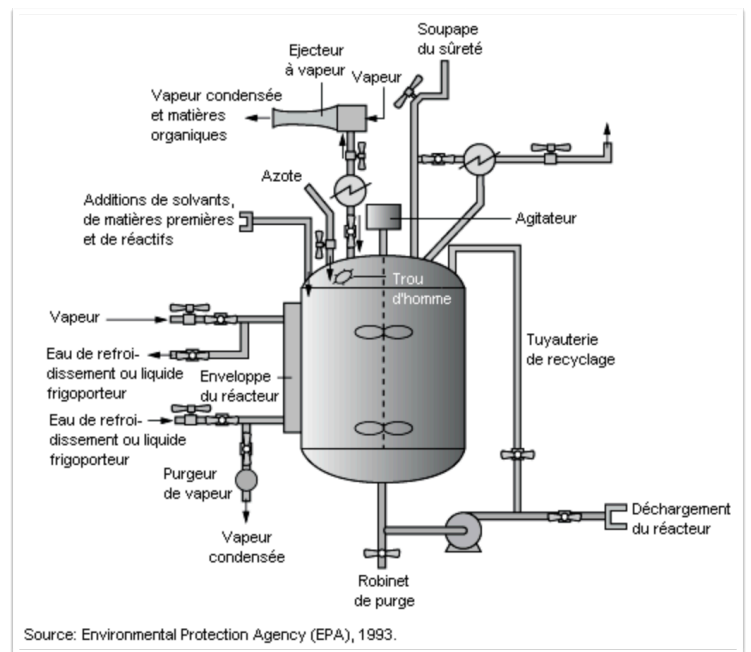 Soupape
du sûreté
Ejecteur
à vapeur
Vapeur
Vapeur condensée
et matières
organiques
Azote
Additions de solvants,
de matières premières
et de réactifs
Agitateur
Trou
d'homme
Vapeur
Tuyauterie
de recyclage
Eau de refroi-
dissement ou liquide
frigoporteur
Enveloppe
du réacteur
Eau de refroi-
dissement ou liquide
frigoporteur
Purgeur
de vapeur
Vapeur
condensée
Déchargement
du réacteur
Robinet
de purge
Source: Environmental Protection Agency (EPA), 1993.